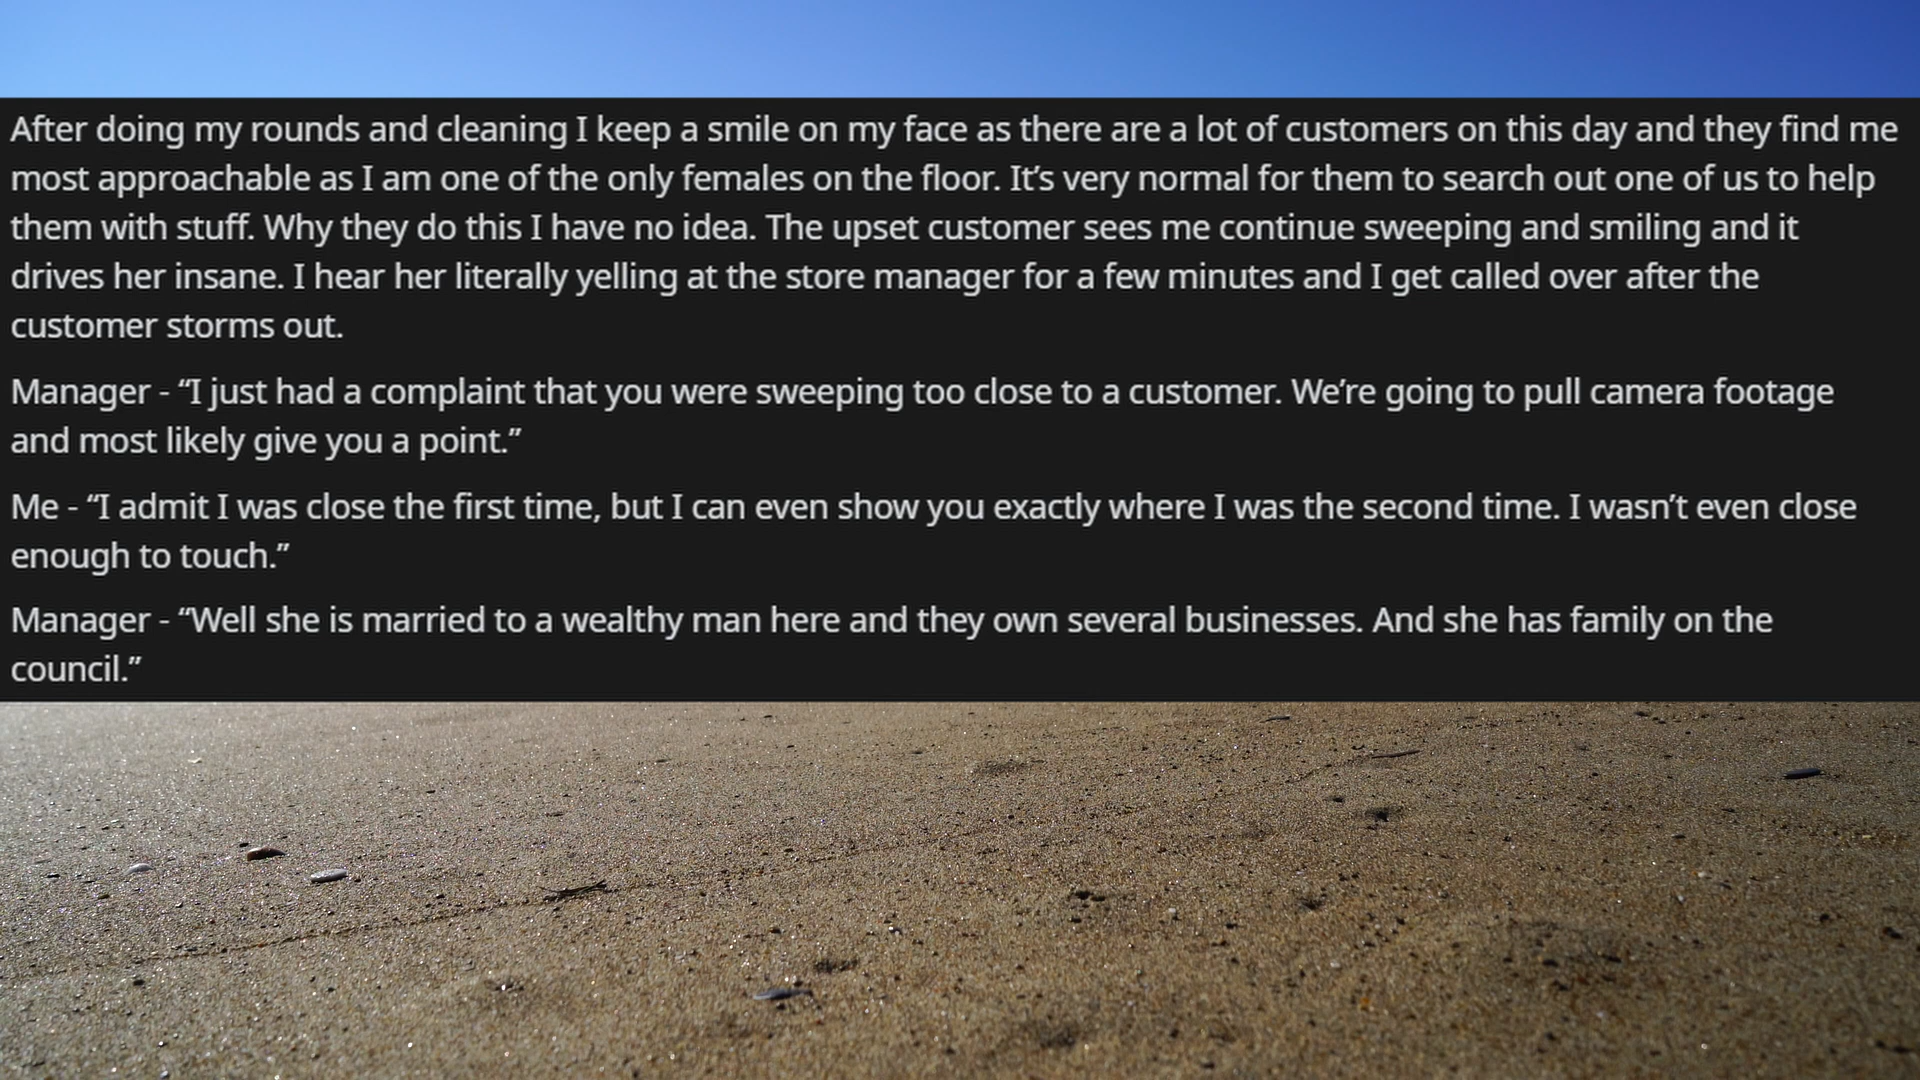 After doing my rounds and cleaning I keep a smile on my face as there are a lot of customers on this day and they find me
most approachable as I am one of the only females on the floor. It’s very normal for them to search out one of us to help
them with stuff. Why they do this I have no idea. The upset customer sees me continue sweeping and smiling and it
drives her insane. I hear her literally yelling at the store manager for a few minutes and I get called over after the
customer storms out.
Manager - “I just had a complaint that you were sweeping too close to a customer. We’re going to pull camera footage
and most likely give you a point.”
Me - “I admit I was close the first time, but I can even show you exactly where I was the second time. I wasn’t even close
enough to touch.”
Manager - “Well she is married to a wealthy man here and they own several businesses. And she has family on the
council.”